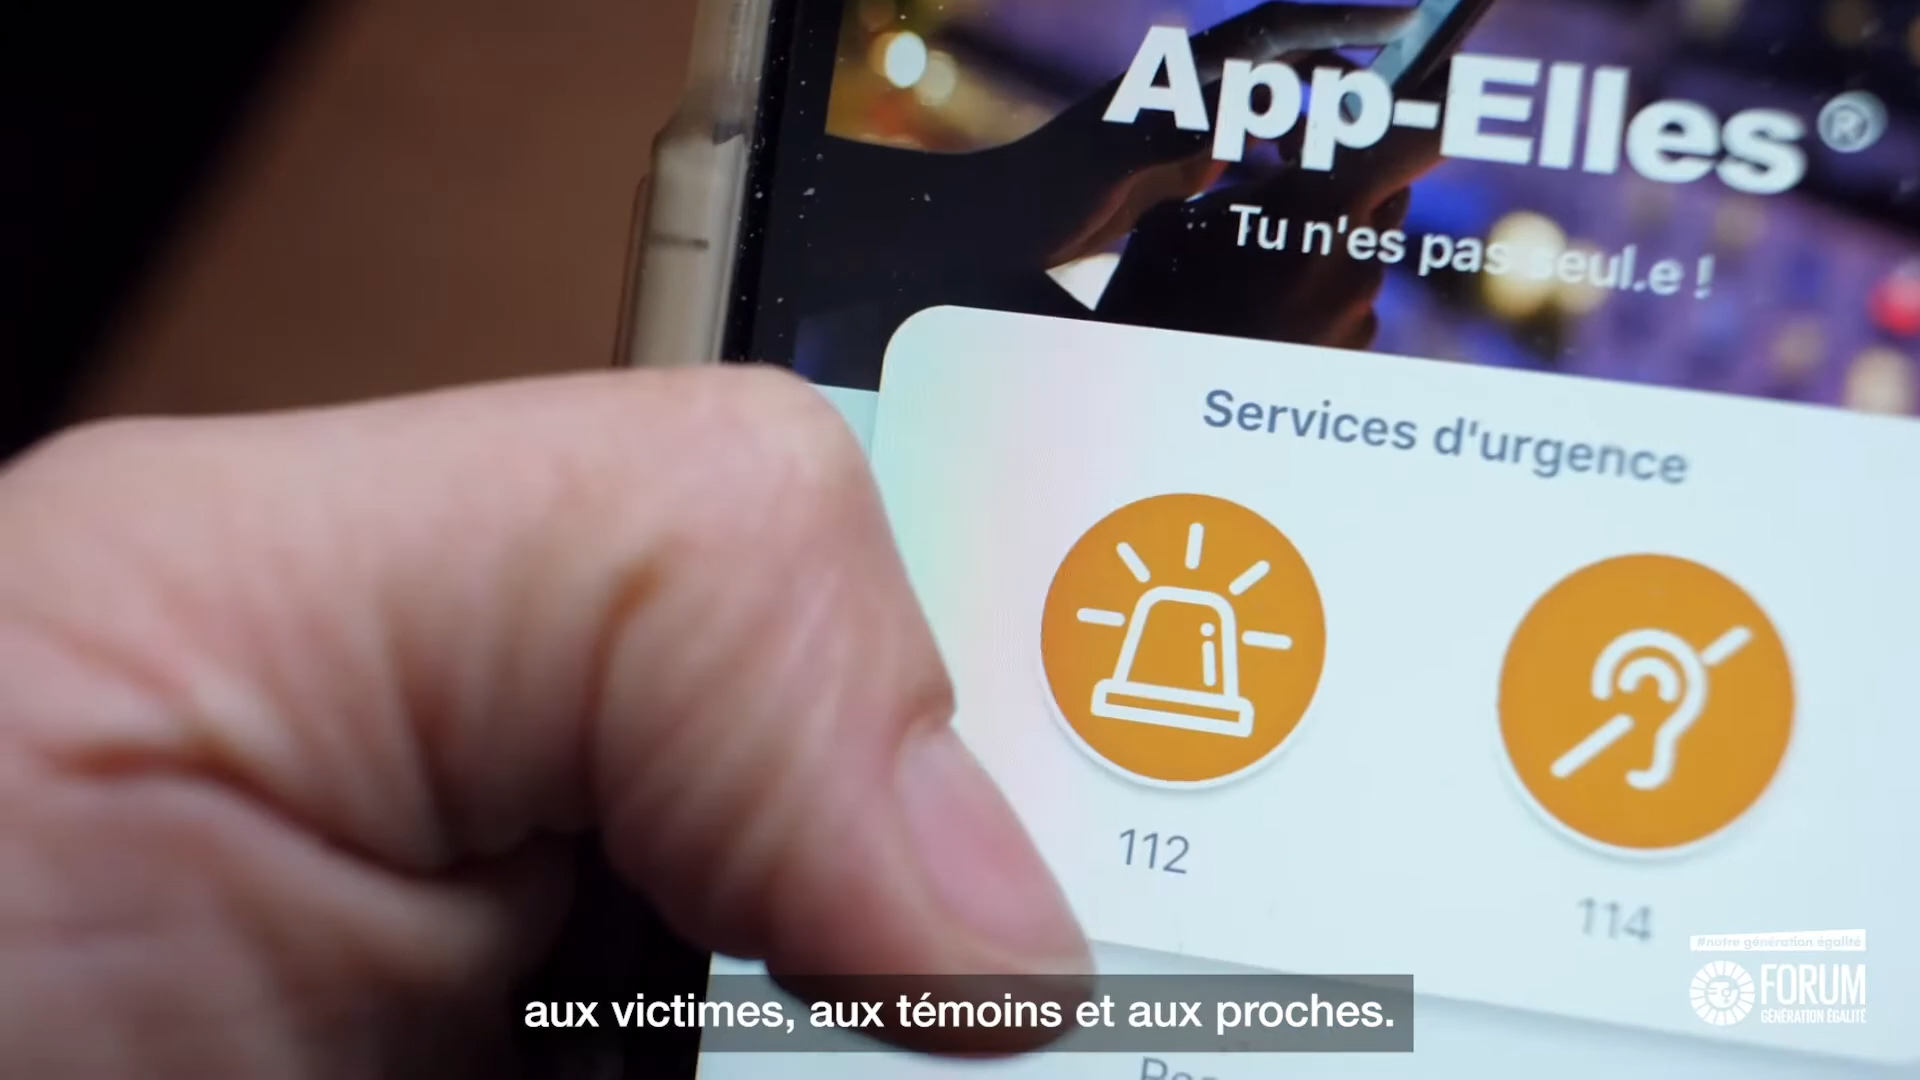 App-Elles®
Tu n'es pas seul.e !
Services d'urgence
112
114
#notre génération égalité
FORUM
GÉNÉRATION ÉGALITÉ
aux victimes, aux témoins et aux proches.